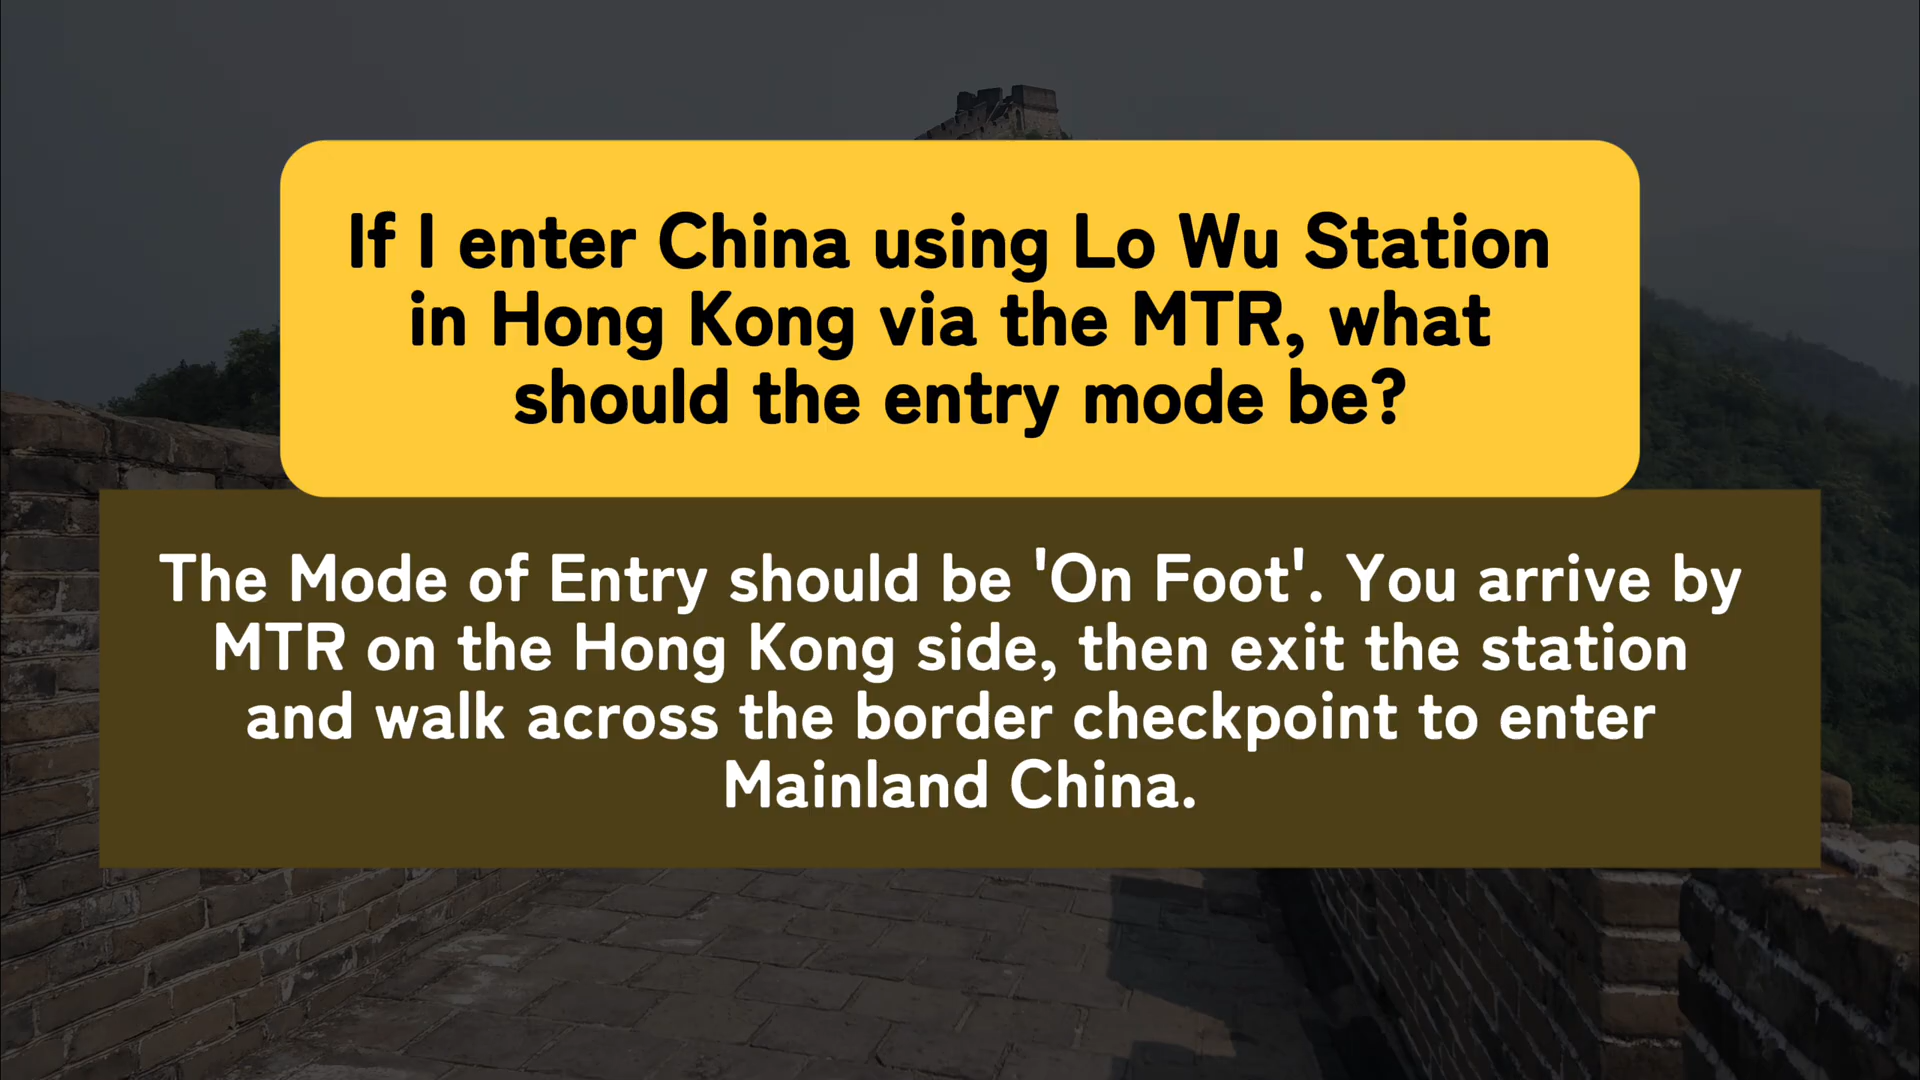 If I enter China using Lo Wu Station
in Hong Kong via the MTR, what
should the entry mode be?
The Mode of Entry should be 'On Foot'. You arrive by
MTR on the Hong Kong side, then exit the station
and walk across the border checkpoint to enter
Mainland China.